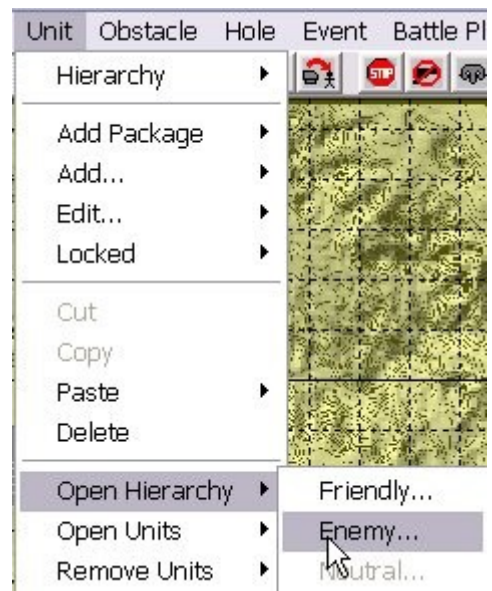 Unit Obstacle Hole Event Battle Pl
Hierarchy
STOP
Add Package
Add...
Edit...
Locked
Cut
Copy
Paste
Delete
Open Hierarchy
Friendly...
Open Units
Enemy...
Remove Units
Neutral...